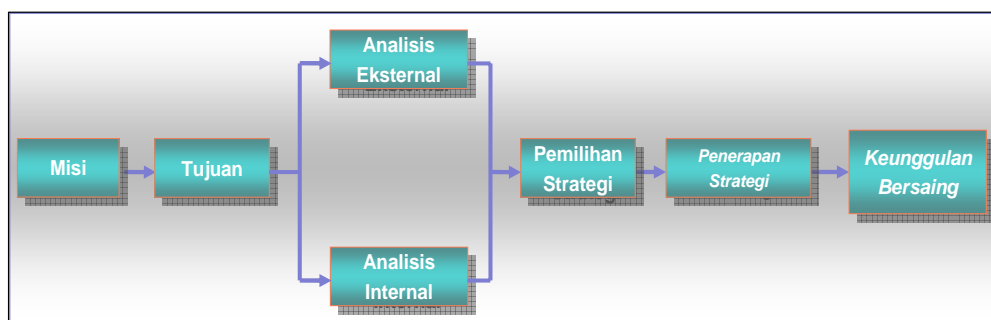 Misi
Tujuan
Analisis
Eksternal
Analisis
Internal
Pemilihan
Strategi
Penerapan
Strategi
Keunggulan
Bersaing